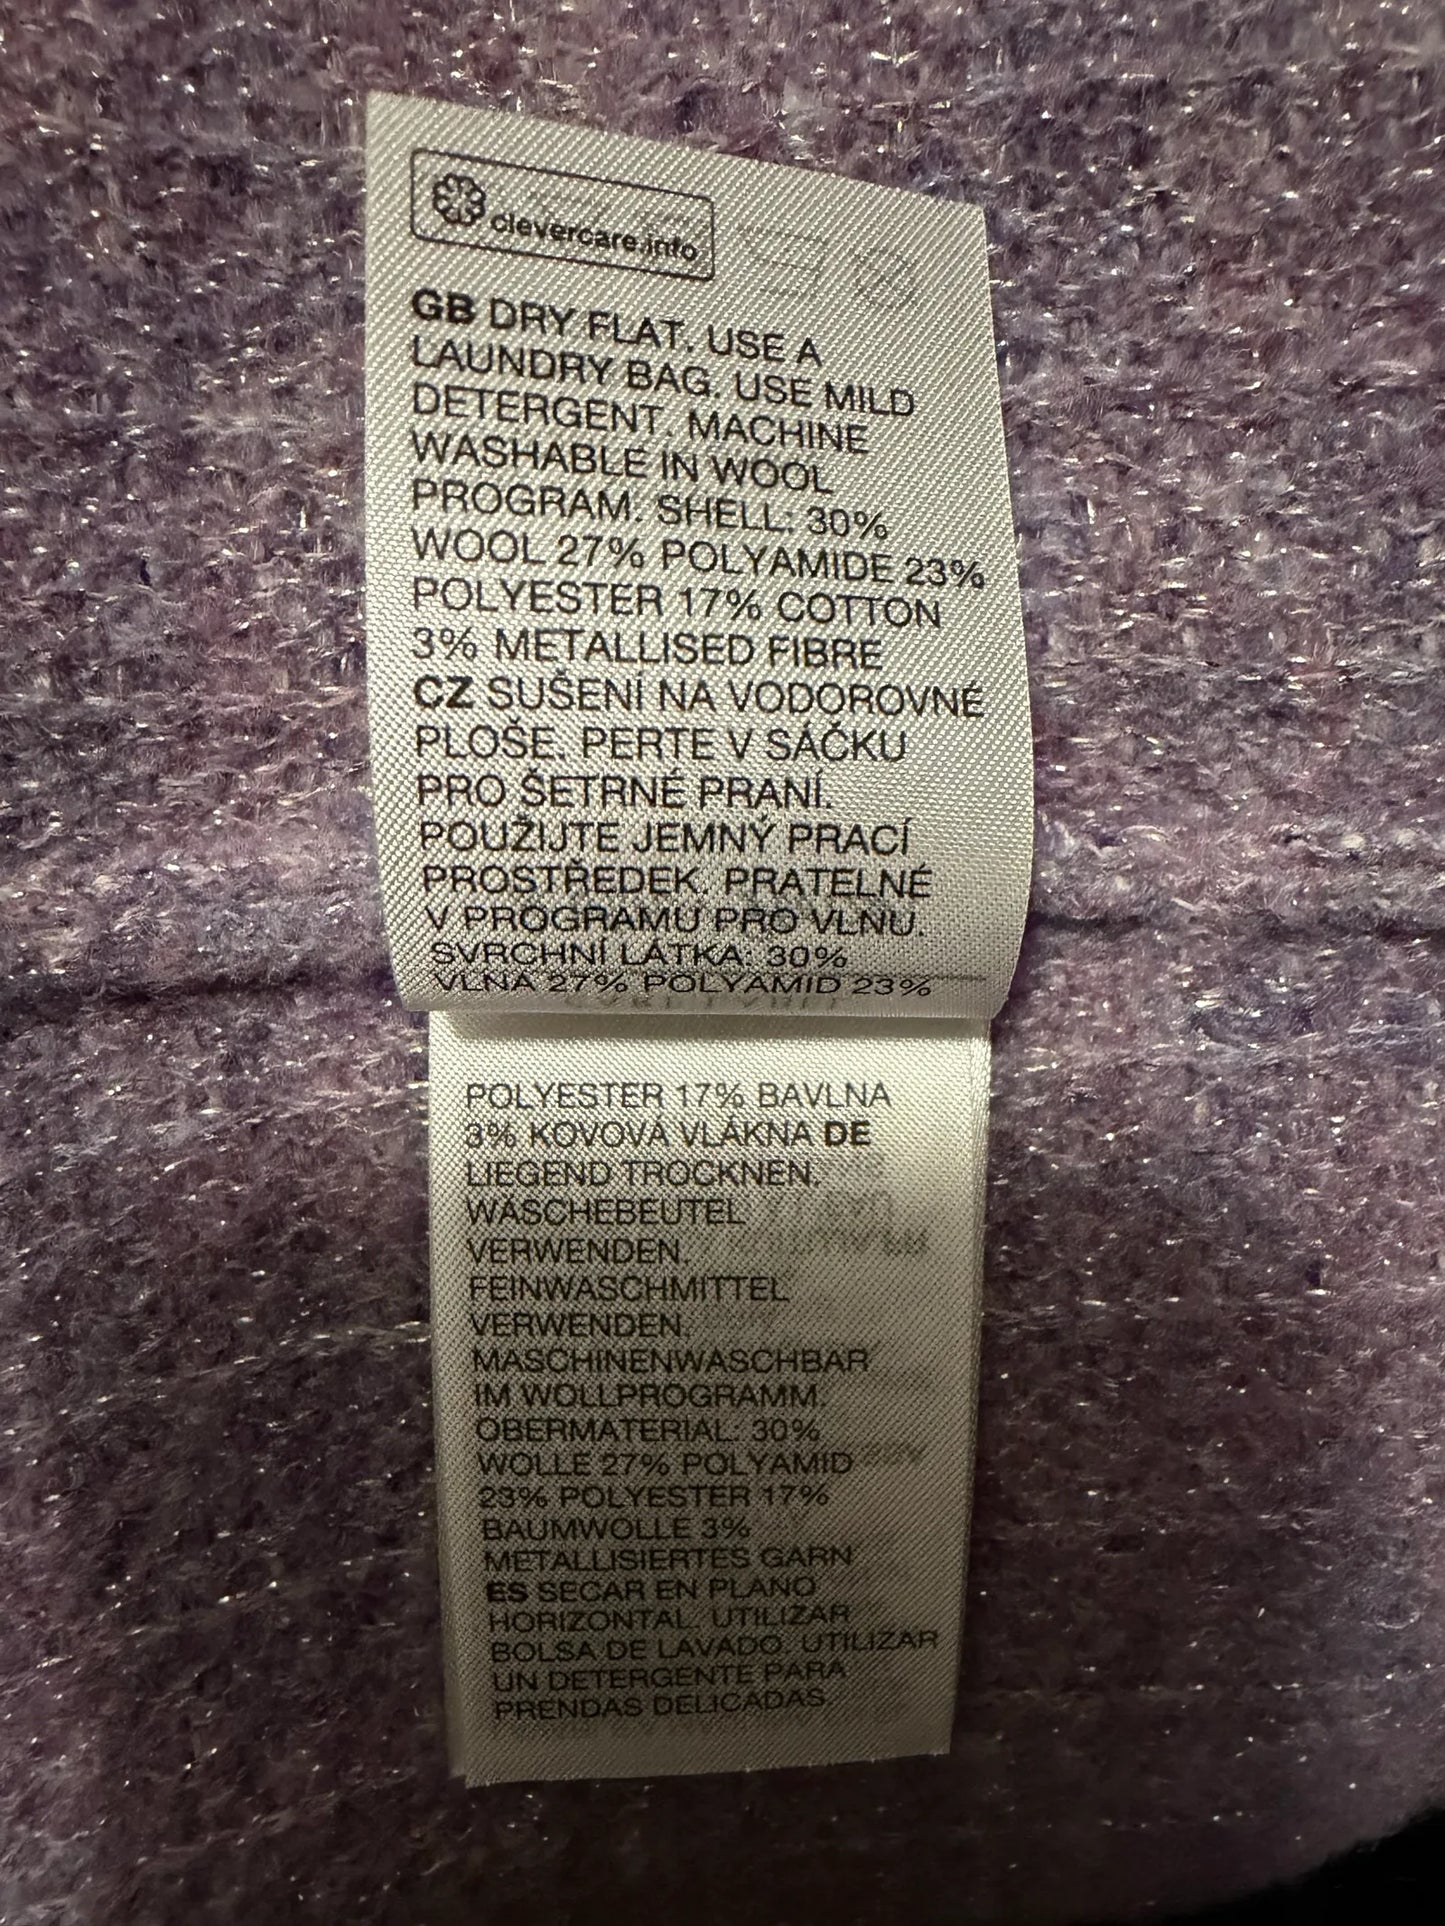 clevercare.info
GB DRY FLAT. USE A
LAUNDRY BAG. USE MILD
DETERGENT. MACHINE
WASHABLE IN WOOL
PROGRAM. SHELL: 30%
WOOL 27% POLYAMIDE 23%
POLYESTER 17% COTTON
3% METALLISED FIBRE
CZ SUŠENÍ NA VODOROVNÉ
PLOŠE. PERTE V SÁČKU
PRO ŠETRNÉ PRANÍ.
POUŽIJTE JEMNÝ PRACÍ
PROSTŘEDEK. PRATELNÉ
V PROGRAMU PRO VLNU.
SVRCHNÍ LÁTKA: 30%
VLNA 27% POLYAMID 23%
POLYESTER 17% BAVLNA
3% KOVOVÁ VLÁKNA DE
LIEGEND TROCKNEN.
WÄSCHEBEUTEL
VERWENDEN.
FEINWASCHMITTEL
VERWENDEN.
MASCHINENWASCHBAR
IM WOLLPROGRAMM.
OBERMATERIAL: 30%
WOLLE 27% POLYAMID
23% POLYESTER 17%
BAUMWOLLE 3%
METALLISIERTES GARN
ES SECAR EN PLANO
HORIZONTAL. UTILIZAR
BOLSA DE LAVADO. UTILIZAR
UN DETERGENTE PARA
PRENDAS DELICADAS.